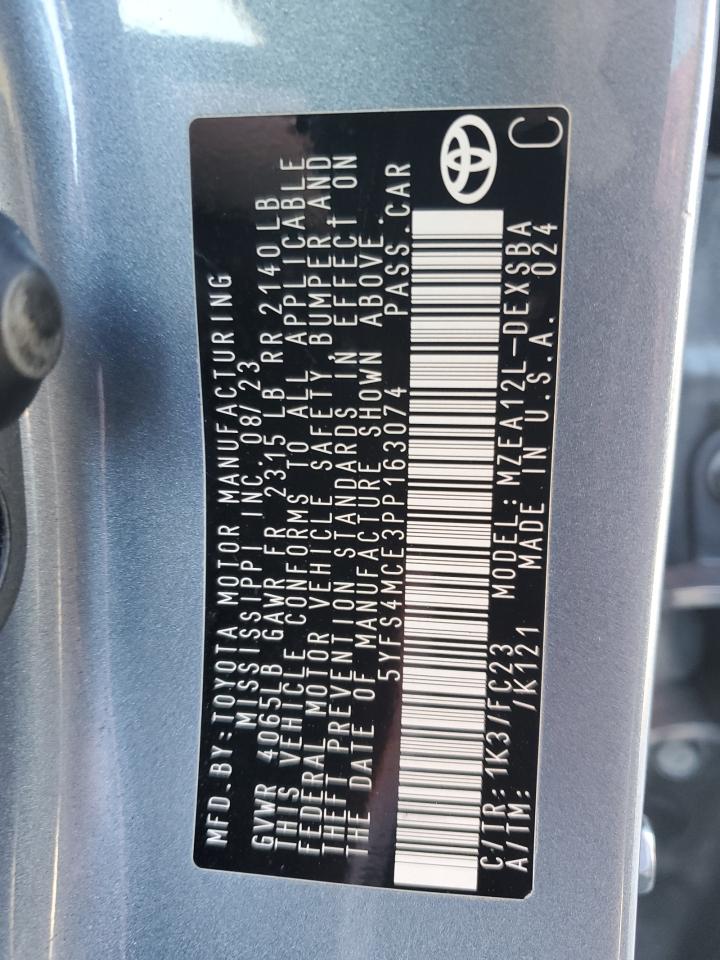 MFD.BY:TOYOTA MOTOR MANUFACTURING
MISSISSIPPI INC. 08/23
GVWR 4065LB GAWR FR 2315 LB RR 2140 LB
THIS VEHICLE CONFORMS TO ALL APPLICABLE
FEDERAL MOTOR VEHICLE SAFETY, BUMPER, AND
THEFT PREVENTION STANDARDS IN EFFECT ON
THE DATE OF MANUFACTURE SHOWN ABOVE.
5YFS4MCE3PP163074 PASS.CAR
C/TR:1K3/FC23 MODEL:MZEA12L-DEXSBA
A/TM: /K121 MADE IN U.S.A. 024
C